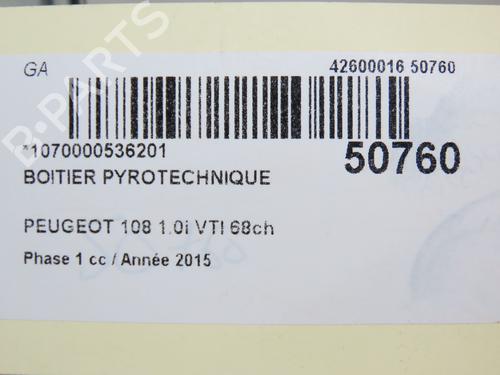 GA
42600016 50760
*1070000536201
50760
BOITIER PYROTECHNIQUE
PEUGEOT 108 1.0i VTI 68ch
Phase 1 cc / Année 2015
B-PARTS